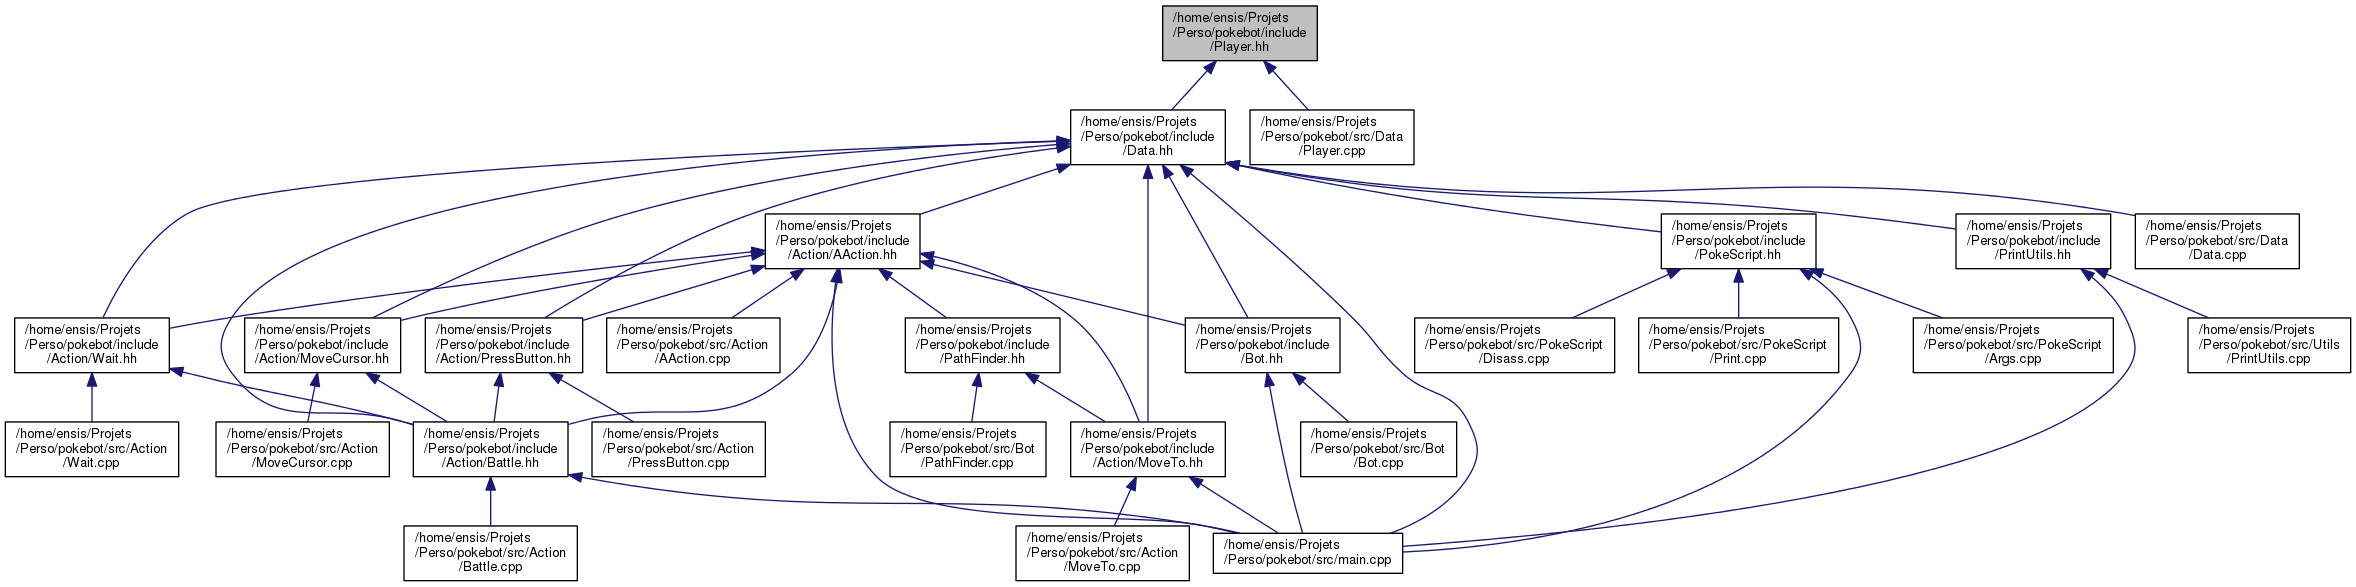 /home/ensis/Projets
/Perso/pokebot/include
/Player.hh
/home/ensis/Projets
/Perso/pokebot/include
/Data.hh
/home/ensis/Projets
/Perso/pokebot/src/Data
/Player.cpp
/home/ensis/Projets
/Perso/pokebot/include
/Action/AAction.hh
/home/ensis/Projets
/Perso/pokebot/include
/PokeScript.hh
/home/ensis/Projets
/Perso/pokebot/include
/PrintUtils.hh
/home/ensis/Projets
/Perso/pokebot/src/Data
/Data.cpp
/home/ensis/Projets
/Perso/pokebot/include
/Action/Wait.hh
/home/ensis/Projets
/Perso/pokebot/include
/Action/MoveCursor.hh
/home/ensis/Projets
/Perso/pokebot/include
/Action/PressButton.hh
/home/ensis/Projets
/Perso/pokebot/src/Action
/AAction.cpp
/home/ensis/Projets
/Perso/pokebot/include
/PathFinder.hh
/home/ensis/Projets
/Perso/pokebot/include
/Bot.hh
/home/ensis/Projets
/Perso/pokebot/src/PokeScript
/Disass.cpp
/home/ensis/Projets
/Perso/pokebot/src/PokeScript
/Print.cpp
/home/ensis/Projets
/Perso/pokebot/src/PokeScript
/Args.cpp
/home/ensis/Projets
/Perso/pokebot/src/Utils
/PrintUtils.cpp
/home/ensis/Projets
/Perso/pokebot/src/Action
/Wait.cpp
/home/ensis/Projets
/Perso/pokebot/src/Action
/MoveCursor.cpp
/home/ensis/Projets
/Perso/pokebot/include
/Action/Battle.hh
/home/ensis/Projets
/Perso/pokebot/src/Action
/PressButton.cpp
/home/ensis/Projets
/Perso/pokebot/src/Bot
/PathFinder.cpp
/home/ensis/Projets
/Perso/pokebot/include
/Action/MoveTo.hh
/home/ensis/Projets
/Perso/pokebot/src/Bot
/Bot.cpp
/home/ensis/Projets
/Perso/pokebot/src/Action
/Battle.cpp
/home/ensis/Projets
/Perso/pokebot/src/Action
/MoveTo.cpp
/home/ensis/Projets
/Perso/pokebot/src/main.cpp